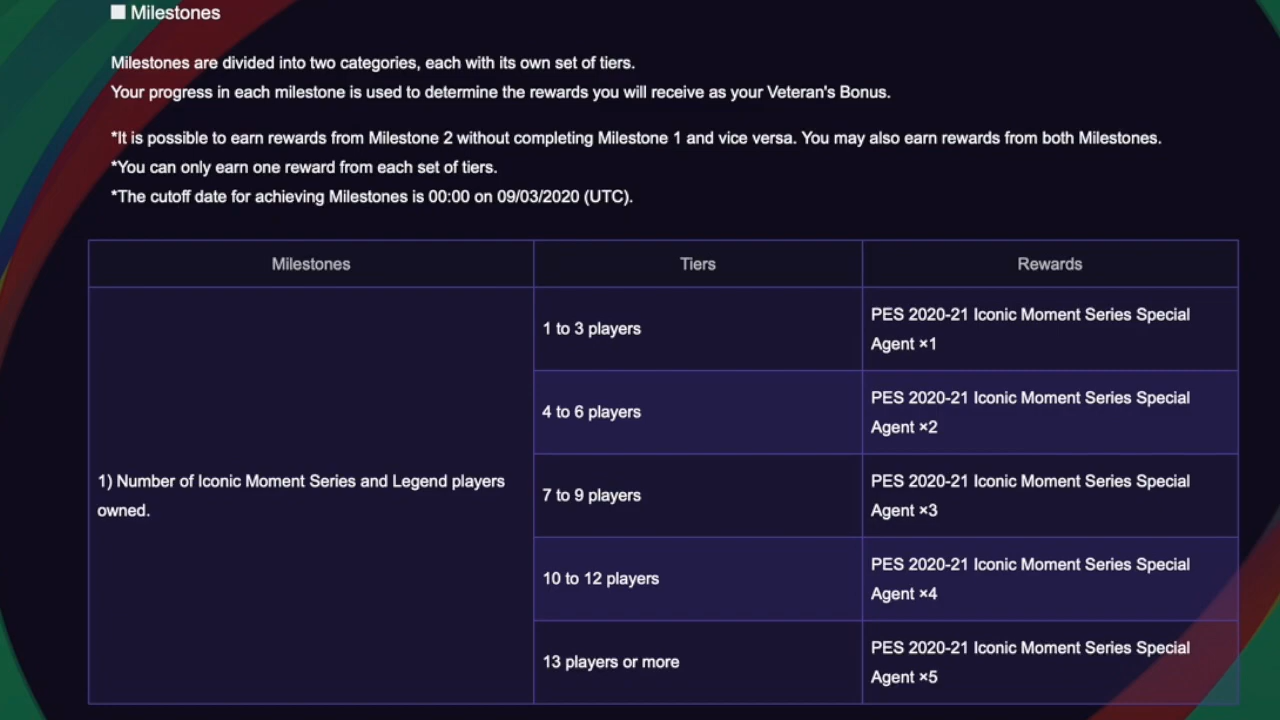 Milestones
Milestones are divided into two categories, each with its own set of tiers.
Your progress in each milestone is used to determine the rewards you will receive as your Veteran's Bonus.
*It is possible to earn rewards from Milestone 2 without completing Milestone 1 and vice versa. You may also earn rewards from both Milestones.
*You can only earn one reward from each set of tiers.
*The cutoff date for achieving Milestones is 00:00 on 09/03/2020 (UTC).
Milestones
Tiers
Rewards
1) Number of Iconic Moment Series and Legend players
owned.
1 to 3 players
PES 2020-21 Iconic Moment Series Special
Agent ×1
4 to 6 players
PES 2020-21 Iconic Moment Series Special
Agent ×2
7 to 9 players
PES 2020-21 Iconic Moment Series Special
Agent ×3
10 to 12 players
PES 2020-21 Iconic Moment Series Special
Agent ×4
13 players or more
PES 2020-21 Iconic Moment Series Special
Agent ×5